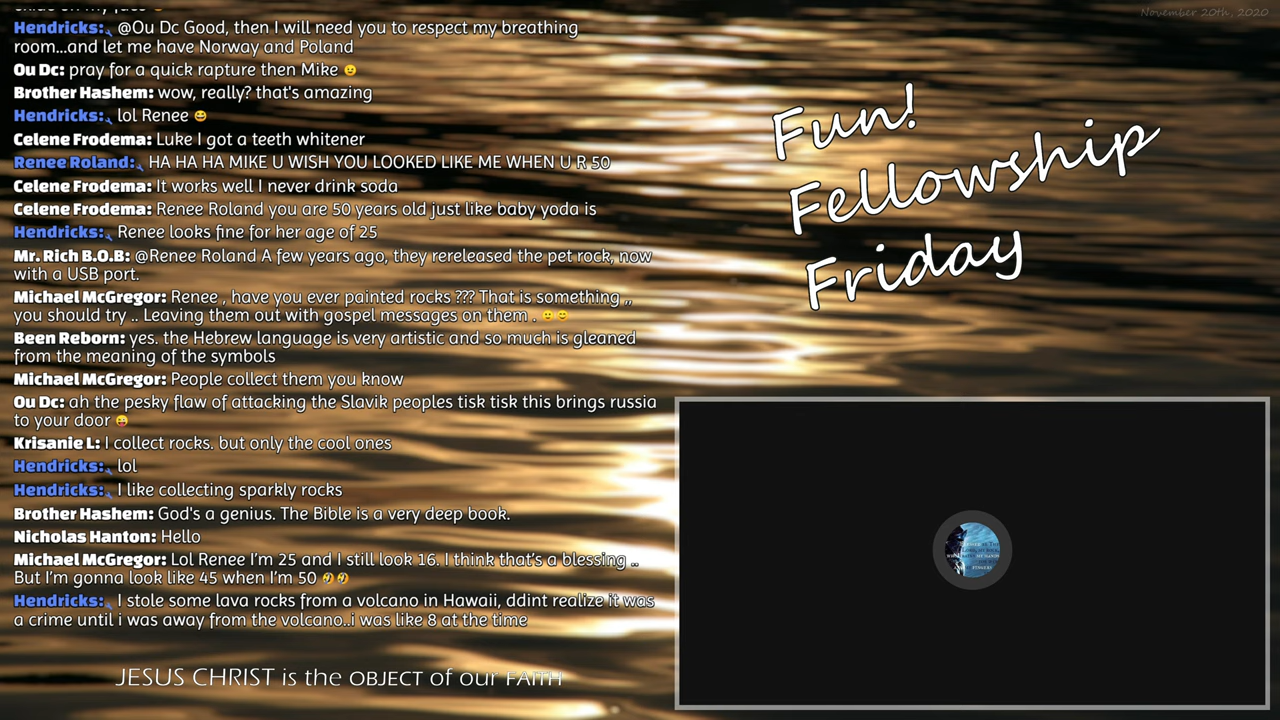 November 20th, 2020
Hendricks: @Ou Dc Good, then I will need you to respect my breathing
room...and let me have Norway and Poland
Ou Dc: pray for a quick rapture then Mike 😉
Brother Hashem: wow, really? that's amazing
Hendricks: lol Renee 😄
Celene Frodema: Luke I got a teeth whitener
Renee Roland: HA HA HA MIKE U WISH YOU LOOKED LIKE ME WHEN U R 50
Celene Frodema: It works well I never drink soda
Celene Frodema: Renee Roland you are 50 years old just like baby yoda is
Hendricks: Renee looks fine for her age of 25
Mr. Rich B.O.B: @Renee Roland A few years ago, they rereleased the pet rock, now
with a USB port.
Michael McGregor: Renee , have you ever painted rocks ??? That is something ,,
you should try .. Leaving them out with gospel messages on them . 🙂😊
Been Reborn: yes. the Hebrew language is very artistic and so much is gleaned
from the meaning of the symbols
Michael McGregor: People collect them you know
Ou Dc: ah the pesky flaw of attacking the Slavik peoples tisk tisk this brings russia
to your door 😜
Krisanie L: I collect rocks. but only the cool ones
Hendricks: lol
Hendricks: I like collecting sparkly rocks
Brother Hashem: God's a genius. The Bible is a very deep book.
Nicholas Hanton: Hello
Michael McGregor: Lol Renee I'm 25 and I still look 16. I think that's a blessing ..
But I'm gonna look like 45 when I'm 50 🤣🤣
Hendricks: I stole some lava rocks from a volcano in Hawaii, ddint realize it was
a crime until i was away from the volcano..i was like 8 at the time
JESUS CHRIST is the OBJECT of our FAITH
Fun!
Fellowship
Friday